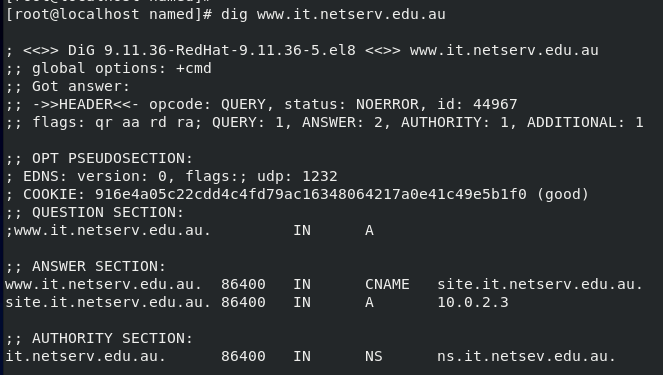 [root@localhost named]#
[root@localhost named]# dig www.it.netserv.edu.au
; <<>> DiG 9.11.36-RedHat-9.11.36-5.el8 <<>> www.it.netserv.edu.au
;; global options: +cmd
;; Got answer:
;; ->>HEADER<<- opcode: QUERY, status: NOERROR, id: 44967
;; flags: qr aa rd ra; QUERY: 1, ANSWER: 2, AUTHORITY: 1, ADDITIONAL: 1
;; OPT PSEUDOSECTION:
; EDNS: version: 0, flags:; udp: 1232
; COOKIE: 916e4a05c22cdd4c4fd79ac16348064217a0e41c49e5b1f0 (good)
;; QUESTION SECTION:
;www.it.netserv.edu.au. IN A
;; ANSWER SECTION:
www.it.netserv.edu.au. 86400 IN CNAME site.it.netserv.edu.au.
site.it.netserv.edu.au. 86400 IN A 10.0.2.3
;; AUTHORITY SECTION:
it.netserv.edu.au. 86400 IN NS ns.it.netsev.edu.au.